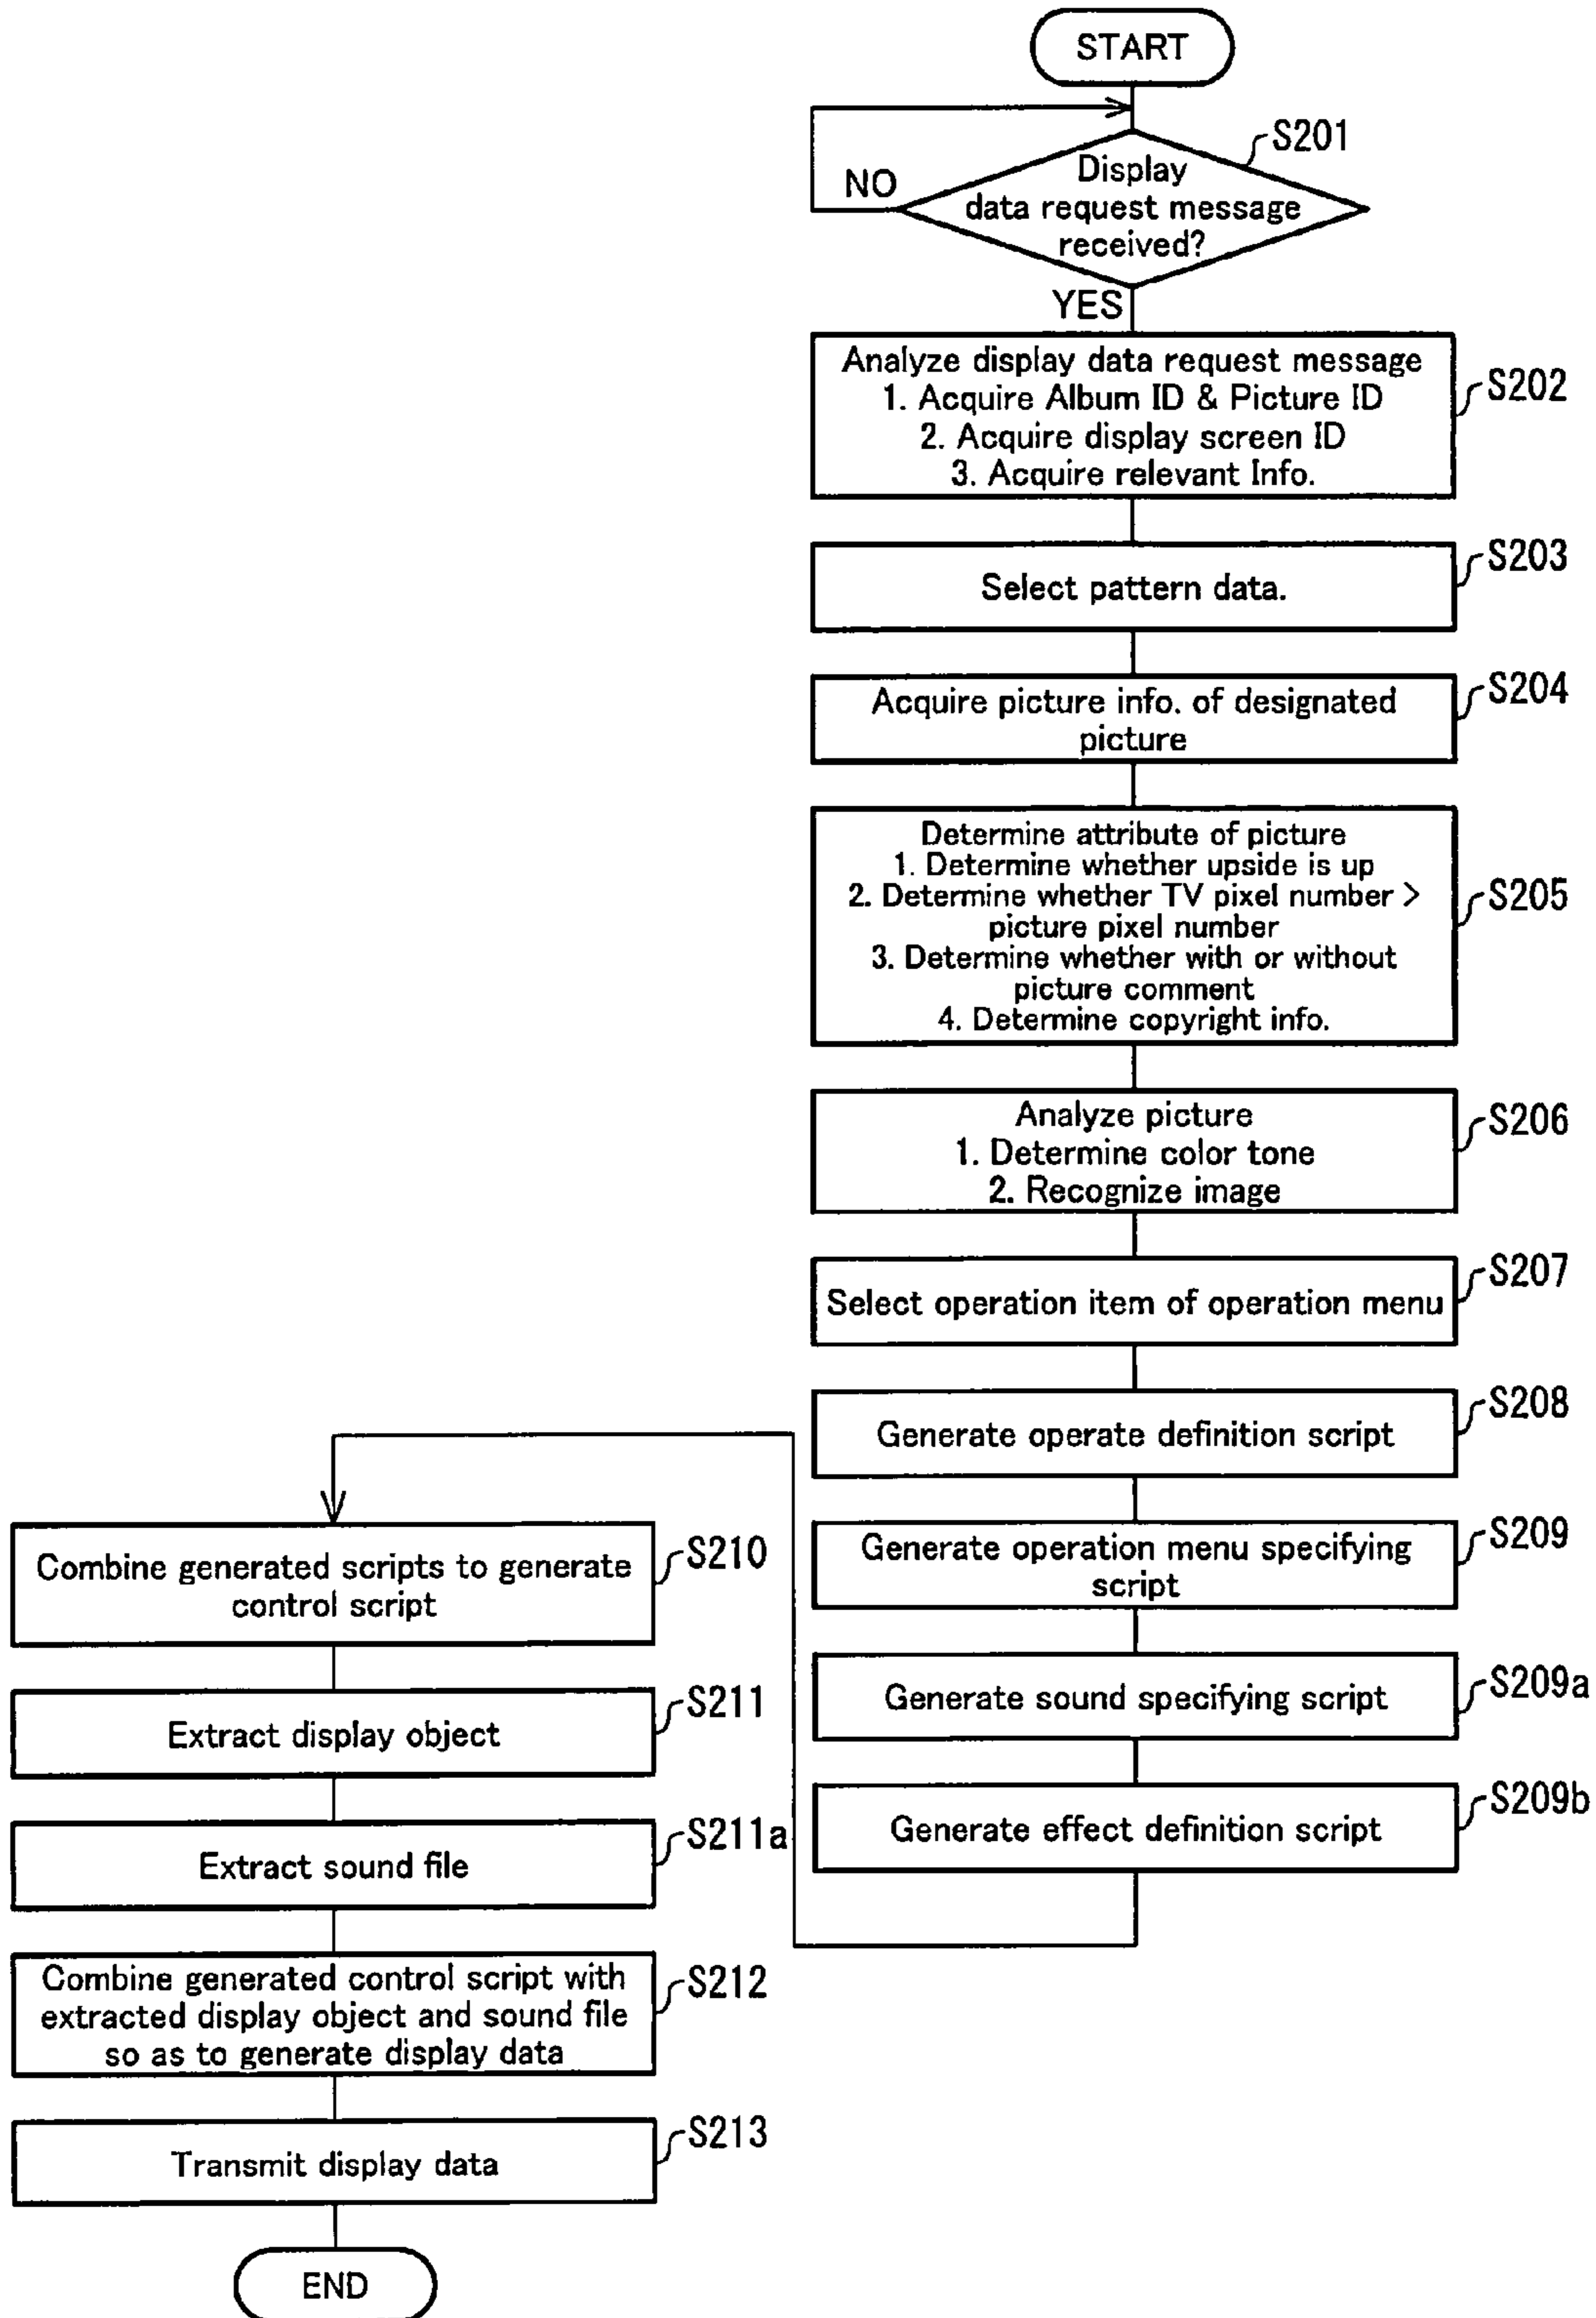 START
S201
Display
data request message
received?
NO
YES
Analyze display data request message
1. Acquire Album ID & Picture ID
2. Acquire display screen ID
3. Acquire relevant Info.
S202
Select pattern data.
S203
Acquire picture info. of designated
picture
S204
Determine attribute of picture
1. Determine whether upside is up
2. Determine whether TV pixel number >
picture pixel number
3. Determine whether with or without
picture comment
4. Determine copyright info.
S205
Analyze picture
1. Determine color tone
2. Recognize image
S206
Select operation item of operation menu
S207
Generate operate definition script
S208
Generate operation menu specifying
script
S209
Generate sound specifying script
S209a
Generate effect definition script
S209b
Combine generated scripts to generate
control script
S210
Extract display object
S211
Extract sound file
S211a
Combine generated control script with
extracted display object and sound file
so as to generate display data
S212
Transmit display data
S213
END